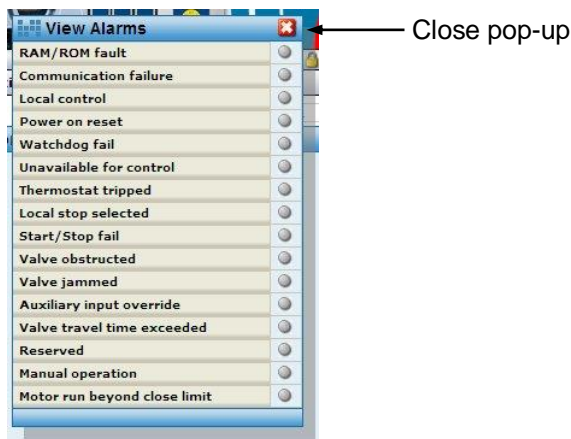 View Alarms
Close pop-up
RAM/ROM fault
Communication failure
Local control
Power on reset
Watchdog fail
Unavailable for control
Thermostat tripped
Local stop selected
Start/Stop fail
Valve obstructed
Valve jammed
Auxiliary input override
Valve travel time exceeded
Reserved
Manual operation
Motor run beyond close limit